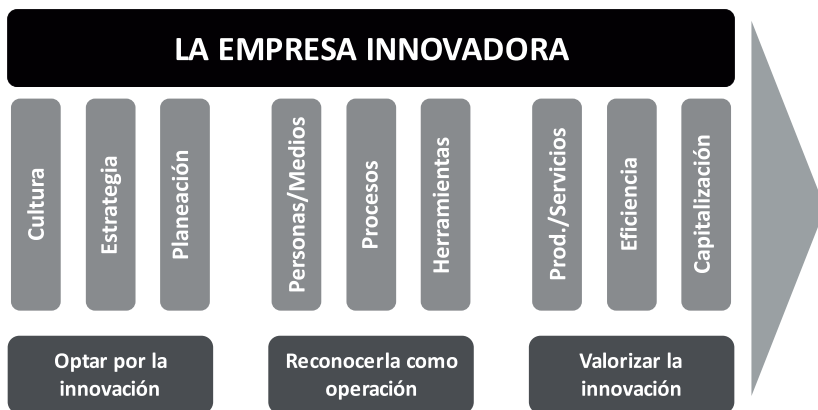 LA EMPRESA INNOVADORA
Cultura
Estrategia
Planeación
Personas/Medios
Procesos
Herramientas
Prod./Servicios
Eficiencia
Capitalización
Optar por la
innovación
Reconocerla como
operación
Valorizar la
innovación